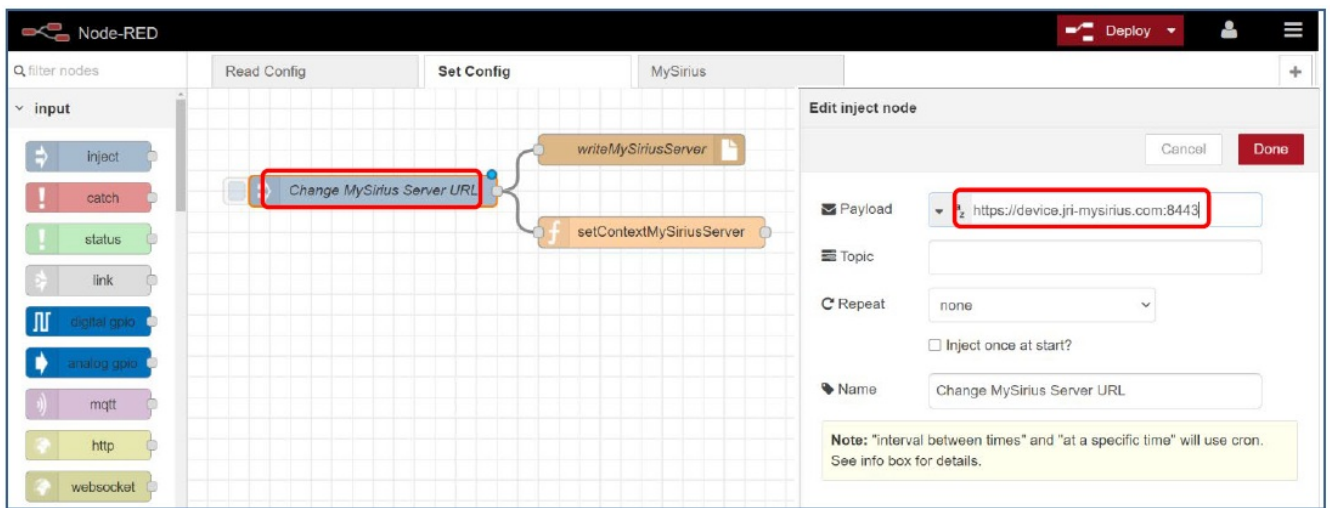 Node-RED
Deploy
filter nodes
Read Config
Set Config
MySirius
+
input
Edit inject node
inject
writeMySiriusServer
Cancel
Done
catch
Change MySirius Server URL
Payload
https://device.jri-mysirius.com:8443
status
f
setContextMySiriusServer
Topic
link
Repeat
none
digital gpio
Inject once at start?
analog gpio
Name
Change MySirius Server URL
mqtt
http
Note: "interval between times" and "at a specific time" will use cron.
See info box for details.
websocket